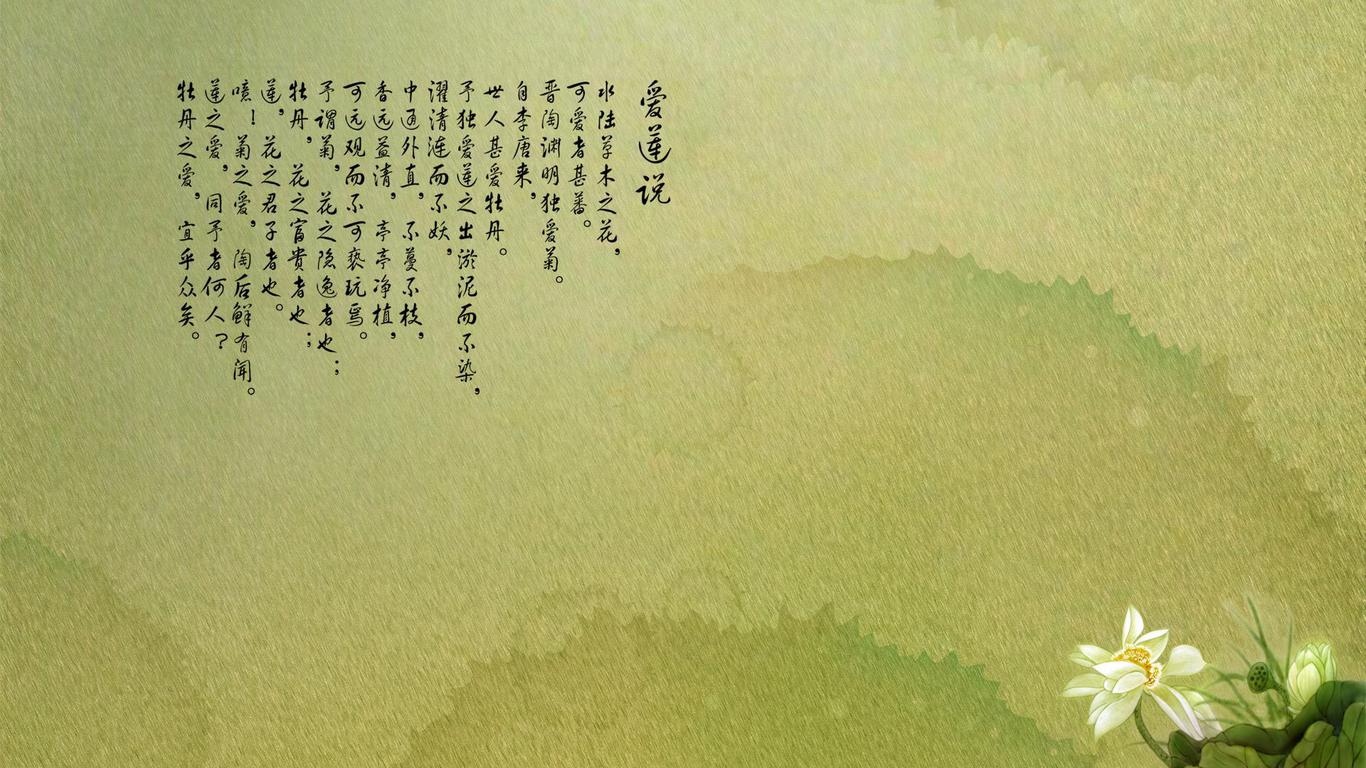 爱莲说
水陆草木之花，
可爱者甚蕃。
晋陶渊明独爱菊。
自李唐来，
世人甚爱牡丹。
予独爱莲之出淤泥而不染，
濯清涟而不妖，
中通外直，不蔓不枝，
香远益清，亭亭净植，
可远观而不可亵玩焉。
予谓菊，花之隐逸者也；
牡丹，花之富贵者也；
莲，花之君子者也。
噫！菊之爱，陶后鲜有闻。
莲之爱，同予者何人？
牡丹之爱，宜乎众矣。